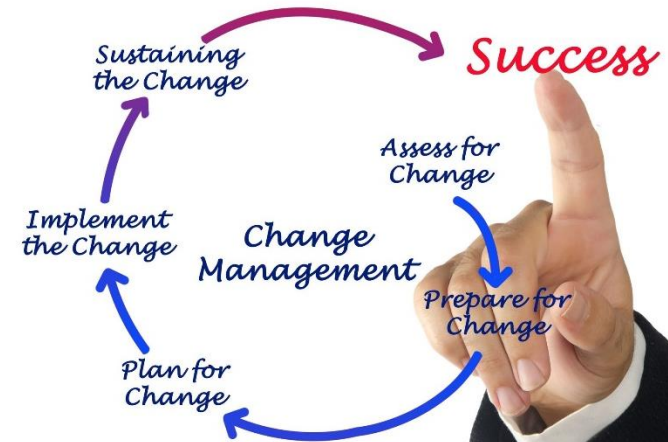 Success
Assess for
Change
Prepare for
Change
Plan for
Change
Implement
the Change
Sustaining
the Change
Change
Management